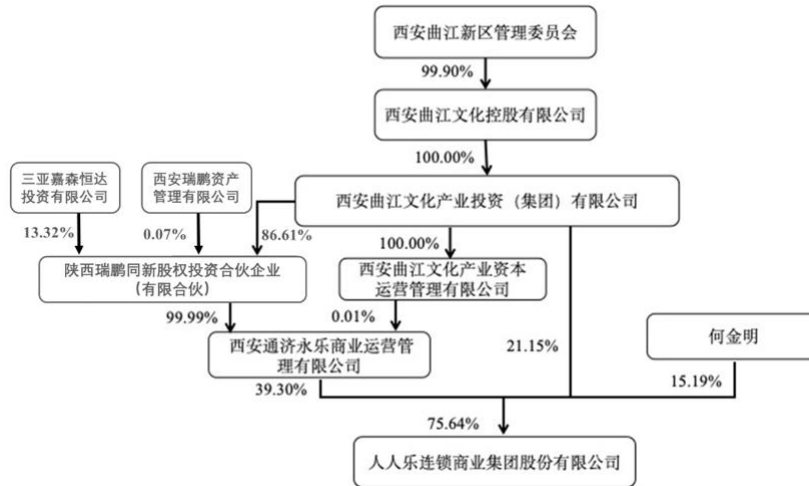 西安曲江新区管理委员会
99.90%
西安曲江文化控股有限公司
100.00%
三亚嘉森恒达
投资有限公司
西安瑞鹏资产
管理有限公司
西安曲江文化产业投资（集团）有限公司
13.32%
0.07%
86.61%
100.00%
陕西瑞鹏同新股权投资合伙企业
（有限合伙）
西安曲江文化产业资本
运营管理有限公司
99.99%
0.01%
西安通济永乐商业运营管
理有限公司
21.15%
何金明
39.30%
15.19%
75.64%
人人乐连锁商业集团股份有限公司